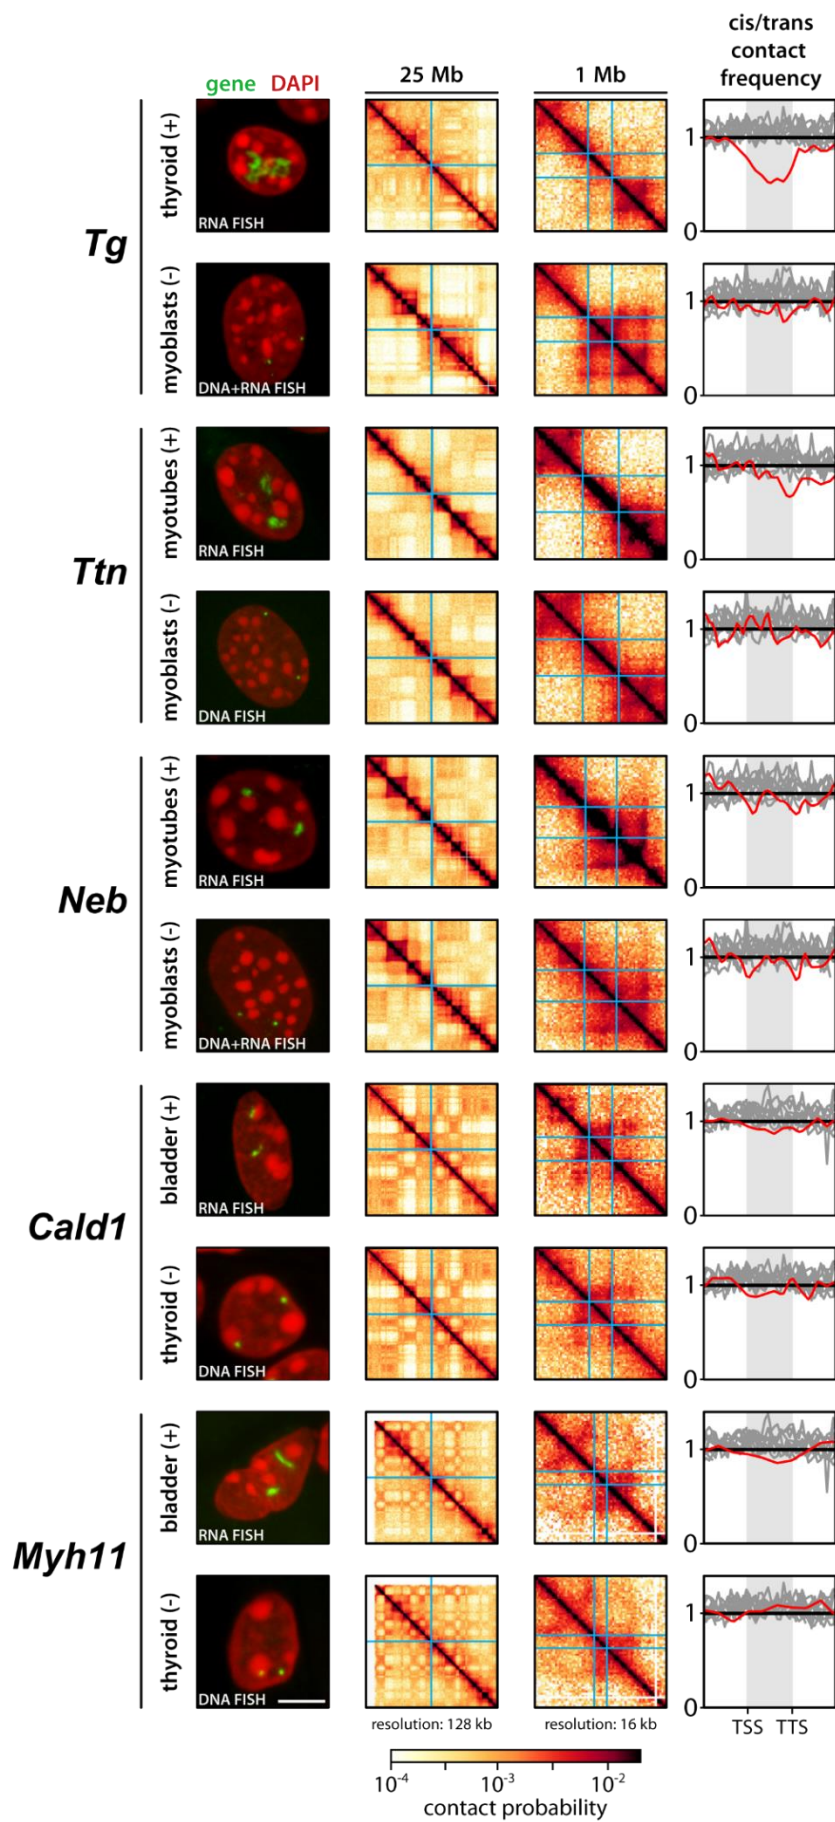 cis/trans
contact
frequency
gene DAPI
25 Mb
1 Mb
Tg
thyroid (+)
RNA FISH
1
0
myoblasts (-)
DNA+RNA FISH
1
0
Ttn
myotubes (+)
RNA FISH
1
0
myoblasts (-)
DNA FISH
1
0
Neb
myotubes (+)
RNA FISH
1
0
myoblasts (-)
DNA+RNA FISH
1
0
Cald1
bladder (+)
RNA FISH
1
0
thyroid (-)
DNA FISH
1
0
Myh11
bladder (+)
RNA FISH
1
0
thyroid (-)
DNA FISH
1
0
resolution: 128 kb
resolution: 16 kb
TSS TTS
10-4 10-3 10-2
contact probability